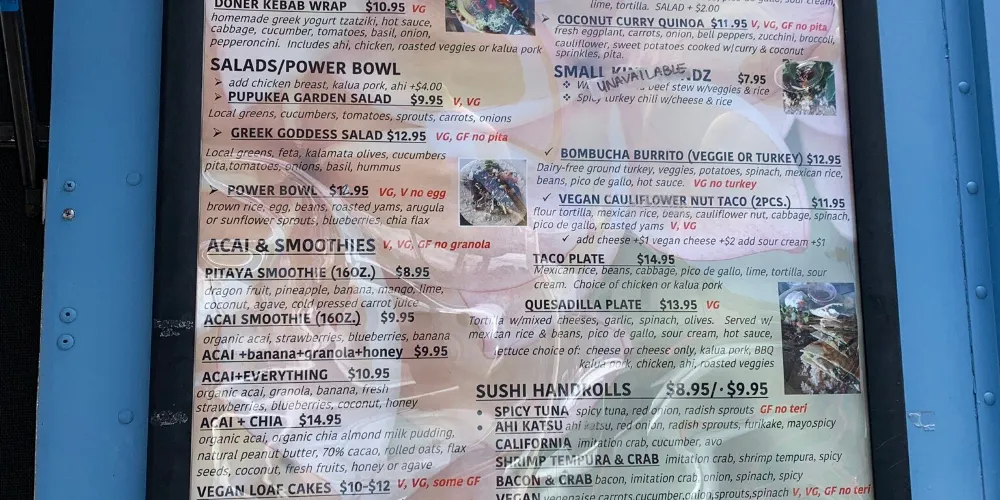 DONER KEBAB WRAP $10.95 VG
homemade greek yogurt tzatziki, hot sauce,
cabbage, cucumber, tomatoes, basil, onion,
pepperoncini. Includes ahi, chicken, roasted veggies or kalua pork
SALADS/POWER BOWL
add chicken breast, kalua pork, ahi +$4.00
PUPUKEA GARDEN SALAD $9.95 V, VG
Local greens, cucumbers, tomatoes, sprouts, carrots, onions
GREEK GODDESS SALAD $12.95 VG, GF no pita
Local greens, feta, kalamata olives, cucumbers
pita, tomatoes, onions, basil, hummus
POWER BOWL VG, V no egg
brown rice, egg, beans, roasted yams, arugula
or sunflower sprouts, blueberries, chia flax
ACAI & SMOOTHIES V, VG, GF no granola
PITAYA SMOOTHIE (16OZ.) $8.95
dragon fruit, pineapple, banana, mango, lime,
coconut, agave, cold pressed carrot juice
ACAI SMOOTHIE (16OZ.) $9.95
organic acai, strawberries, blueberries, banana
ACAI +banana+granola+honey $9.95
ACAI+EVERYTHING $10.95
organic acai, granola, banana, fresh
strawberries, blueberries, coconut, honey
ACAI + CHIA $14.95
organic acai, organic chia almond milk pudding,
natural peanut butter, 70% cacao, rolled oats, flax
seeds, coconut, fresh fruits, honey or agave
VEGAN LOAF CAKES $10-$12 V, VG, some GF
lime, tortilla. SALAD + $2.00
COCONUT CURRY QUINOA $11.95 V, VG, GF no pita
fresh eggplant, carrots, onion, bell peppers, zucchini, broccoli,
cauliflower, sweet potatoes cooked w/curry & coconut
sprinkles, pita.
SMALL $7.95
UNAVAILABLE
beef stew w/veggies & rice
Spicy turkey chili w/cheese & rice
BOMBUCHA BURRITO (VEGGIE OR TURKEY) $12.95
Dairy-free ground turkey, veggies, potatoes, spinach, mexican rice,
beans, pico de gallo, hot sauce. VG no turkey
VEGAN CAULIFLOWER NUT TACO (2PCS.) $11.95
flour tortilla, mexican rice, beans, cauliflower nut, cabbage, spinach,
pico de gallo, roasted yams V, VG
add cheese +$1 vegan cheese +$2 add sour cream +$1
TACO PLATE $14.95
Mexican rice, beans, cabbage, pico de gallo, lime, tortilla, sour
cream. Choice of chicken or kalua pork
QUESADILLA PLATE $13.95 VG
Tortilla w/mixed cheeses, garlic, spinach, olives. Served w/
mexican rice & beans, pico de gallo, sour cream, hot sauce,
lettuce choice of: cheese or cheese only, kalua pork, BBQ
kalua pork, chicken, ahi, roasted veggies
SUSHI HANDROLLS $8.95/·$9.95
SPICY TUNA spicy tuna, red onion, radish sprouts GF no teri
AHI KATSU ahi katsu, red onion, radish sprouts, furikake, mayospicy
CALIFORNIA imitation crab, cucumber, avo
SHRIMP TEMPURA & CRAB imitation crab, shrimp tempura, spicy
BACON & CRAB bacon, imitation crab, onion, spinach, spicy
VEGAN vegenaise,carrots,cucumber,onion,sprouts,spinach V, VG, GF no teri